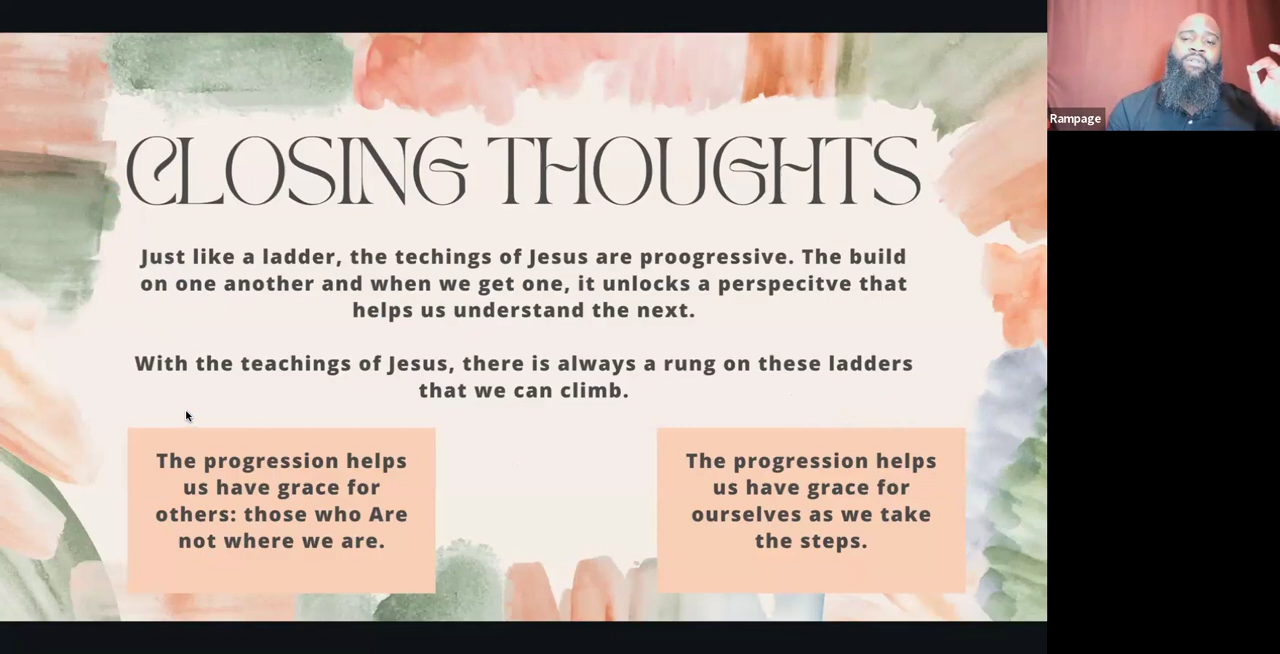 CLOSING THOUGHTS
Just like a ladder, the techings of Jesus are proogressive. The build
on one another and when we get one, it unlocks a perspecitve that
helps us understand the next.
With the teachings of Jesus, there is always a rung on these ladders
that we can climb.
The progression helps
us have grace for
others: those who Are
not where we are.
The progression helps
us have grace for
ourselves as we take
the steps.
Rampage